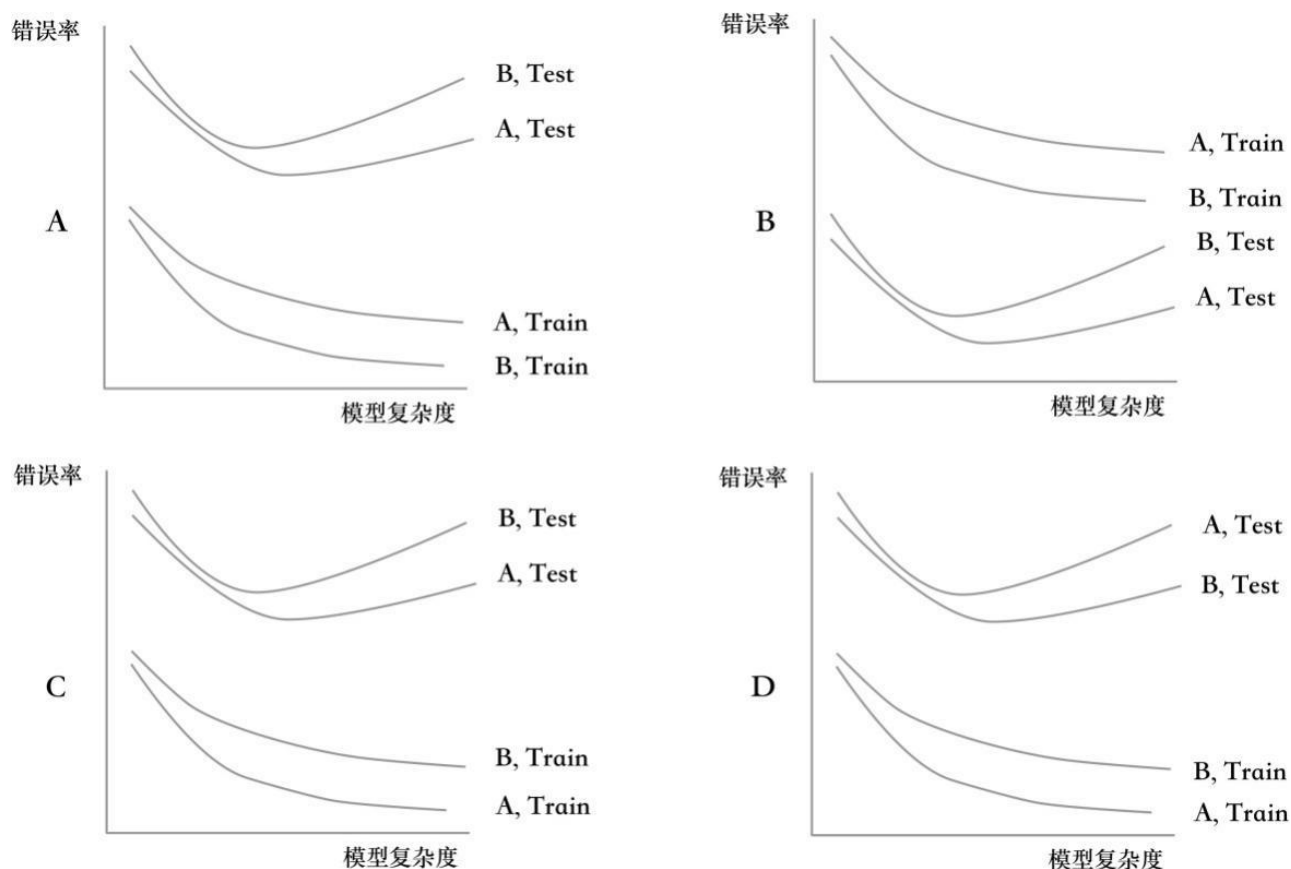 错误率
B, Test
A, Test
A
A, Train
B, Train
模型复杂度
错误率
A, Train
B, Train
B
B, Test
A, Test
模型复杂度
错误率
B, Test
A, Test
C
B, Train
A, Train
模型复杂度
错误率
A, Test
B, Test
D
B, Train
A, Train
模型复杂度